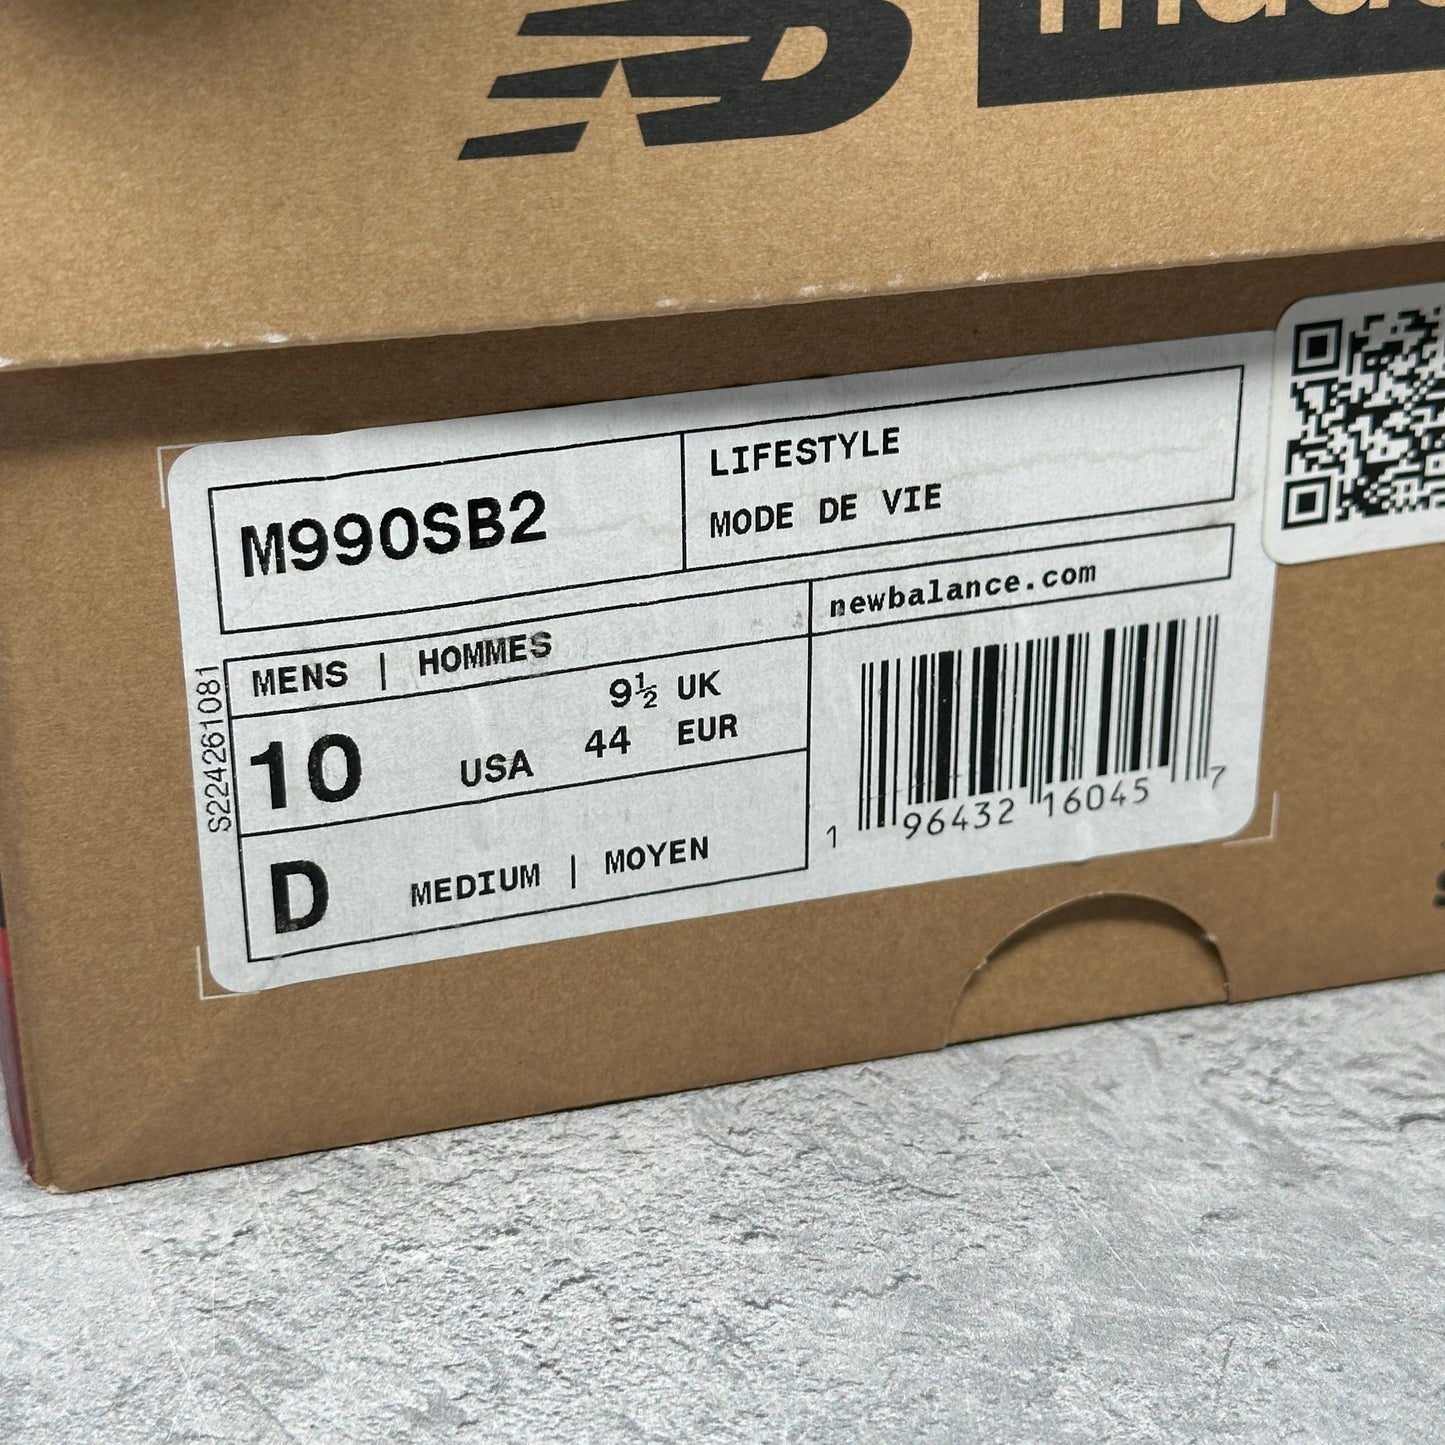 M990SB2
LIFESTYLE
MODE DE VIE
newbalance.com
MENS | HOMMES
9½ UK
10 USA 44 EUR
D MEDIUM | MOYEN
S224261081
1 96432 16045 7